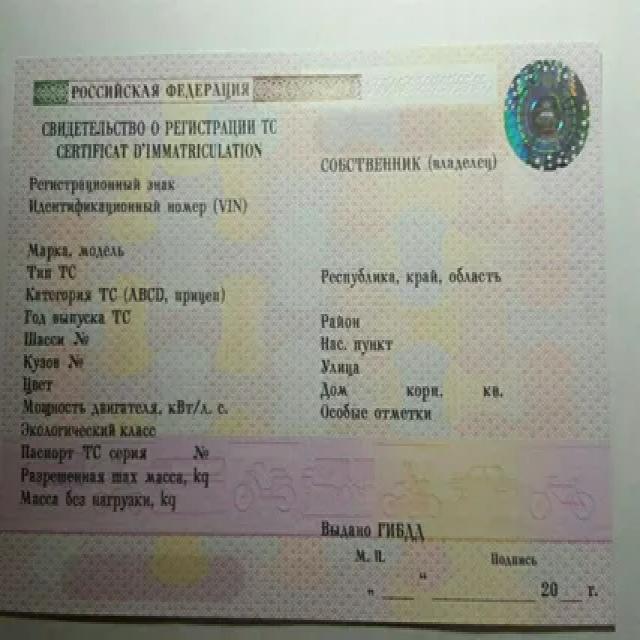 РОССИЙСКАЯ ФЕДЕРАЦИЯ
СВИДЕТЕЛЬСТВО О РЕГИСТРАЦИИ ТС
CERTIFICAT D'IMMATRICULATION
Регистрационный знак
Идентификационный номер (VIN)
Марка, модель
Тип ТС
Категория ТС (ABCD, прицеп)
Год выпуска ТС
Шасси №
Кузов №
Цвет
Мощность двигателя, кВт/л. с.
Экологический класс
Паспорт ТС серия №
Разрешенная max масса, kg
Масса без нагрузки, kg
СОБСТВЕННИК (владелец)
Республика, край, область
Район
Нас. пункт
Улица
Дом корп. кв.
Особые отметки
Выдано ГИБДД
М. П. Подпись
„ ___ “ ________ 20 __ г.